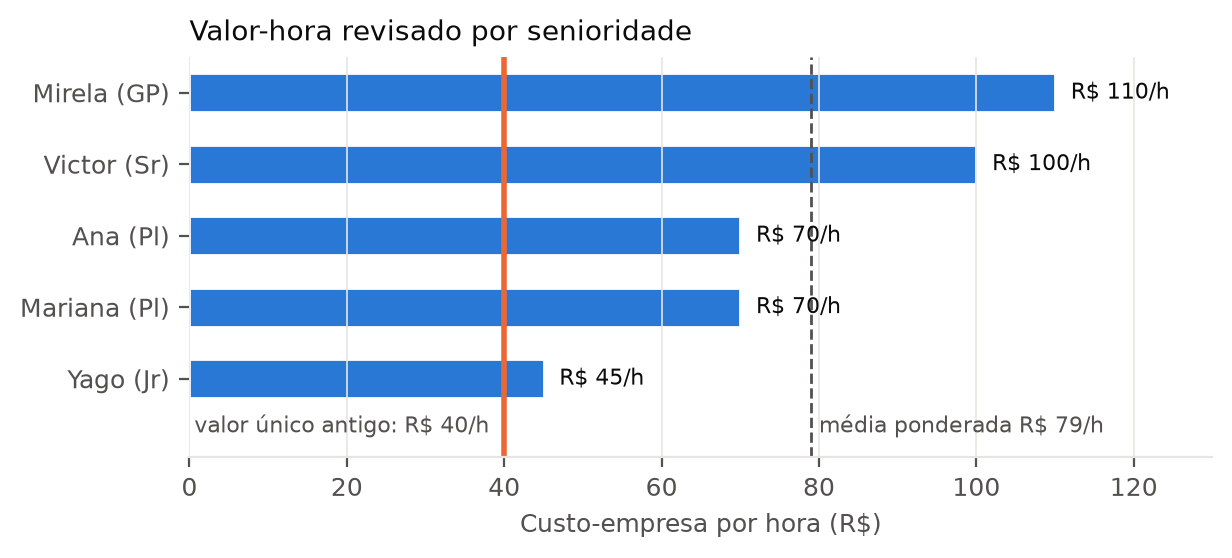 Valor-hora revisado por senioridade
Mirela (GP)
R$ 110/h
Victor (Sr)
R$ 100/h
Ana (Pl)
R$ 70/h
Mariana (Pl)
R$ 70/h
Yago (Jr)
R$ 45/h
valor único antigo: R$ 40/h
média ponderada R$ 79/h
0 20 40 60 80 100 120
Custo-empresa por hora (R$)